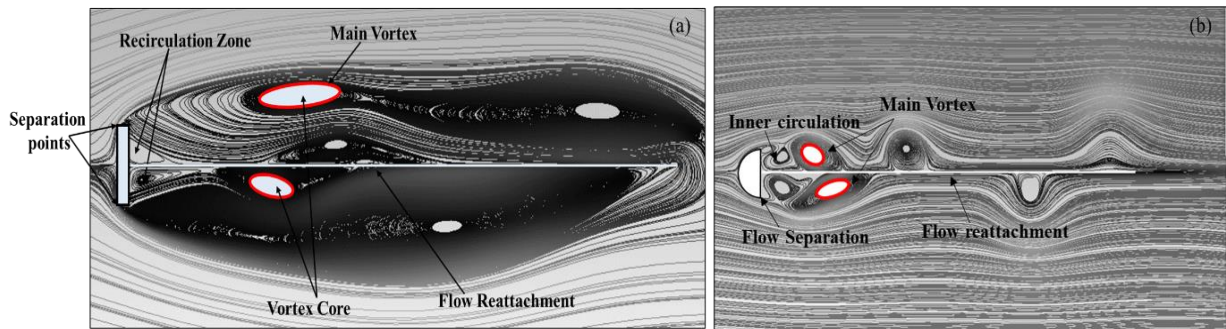 (a)
Main Vortex
Recirculation Zone
Separation
points
Vortex Core
Flow Reattachment
(b)
Main Vortex
Inner circulation
Flow Separation
Flow reattachment